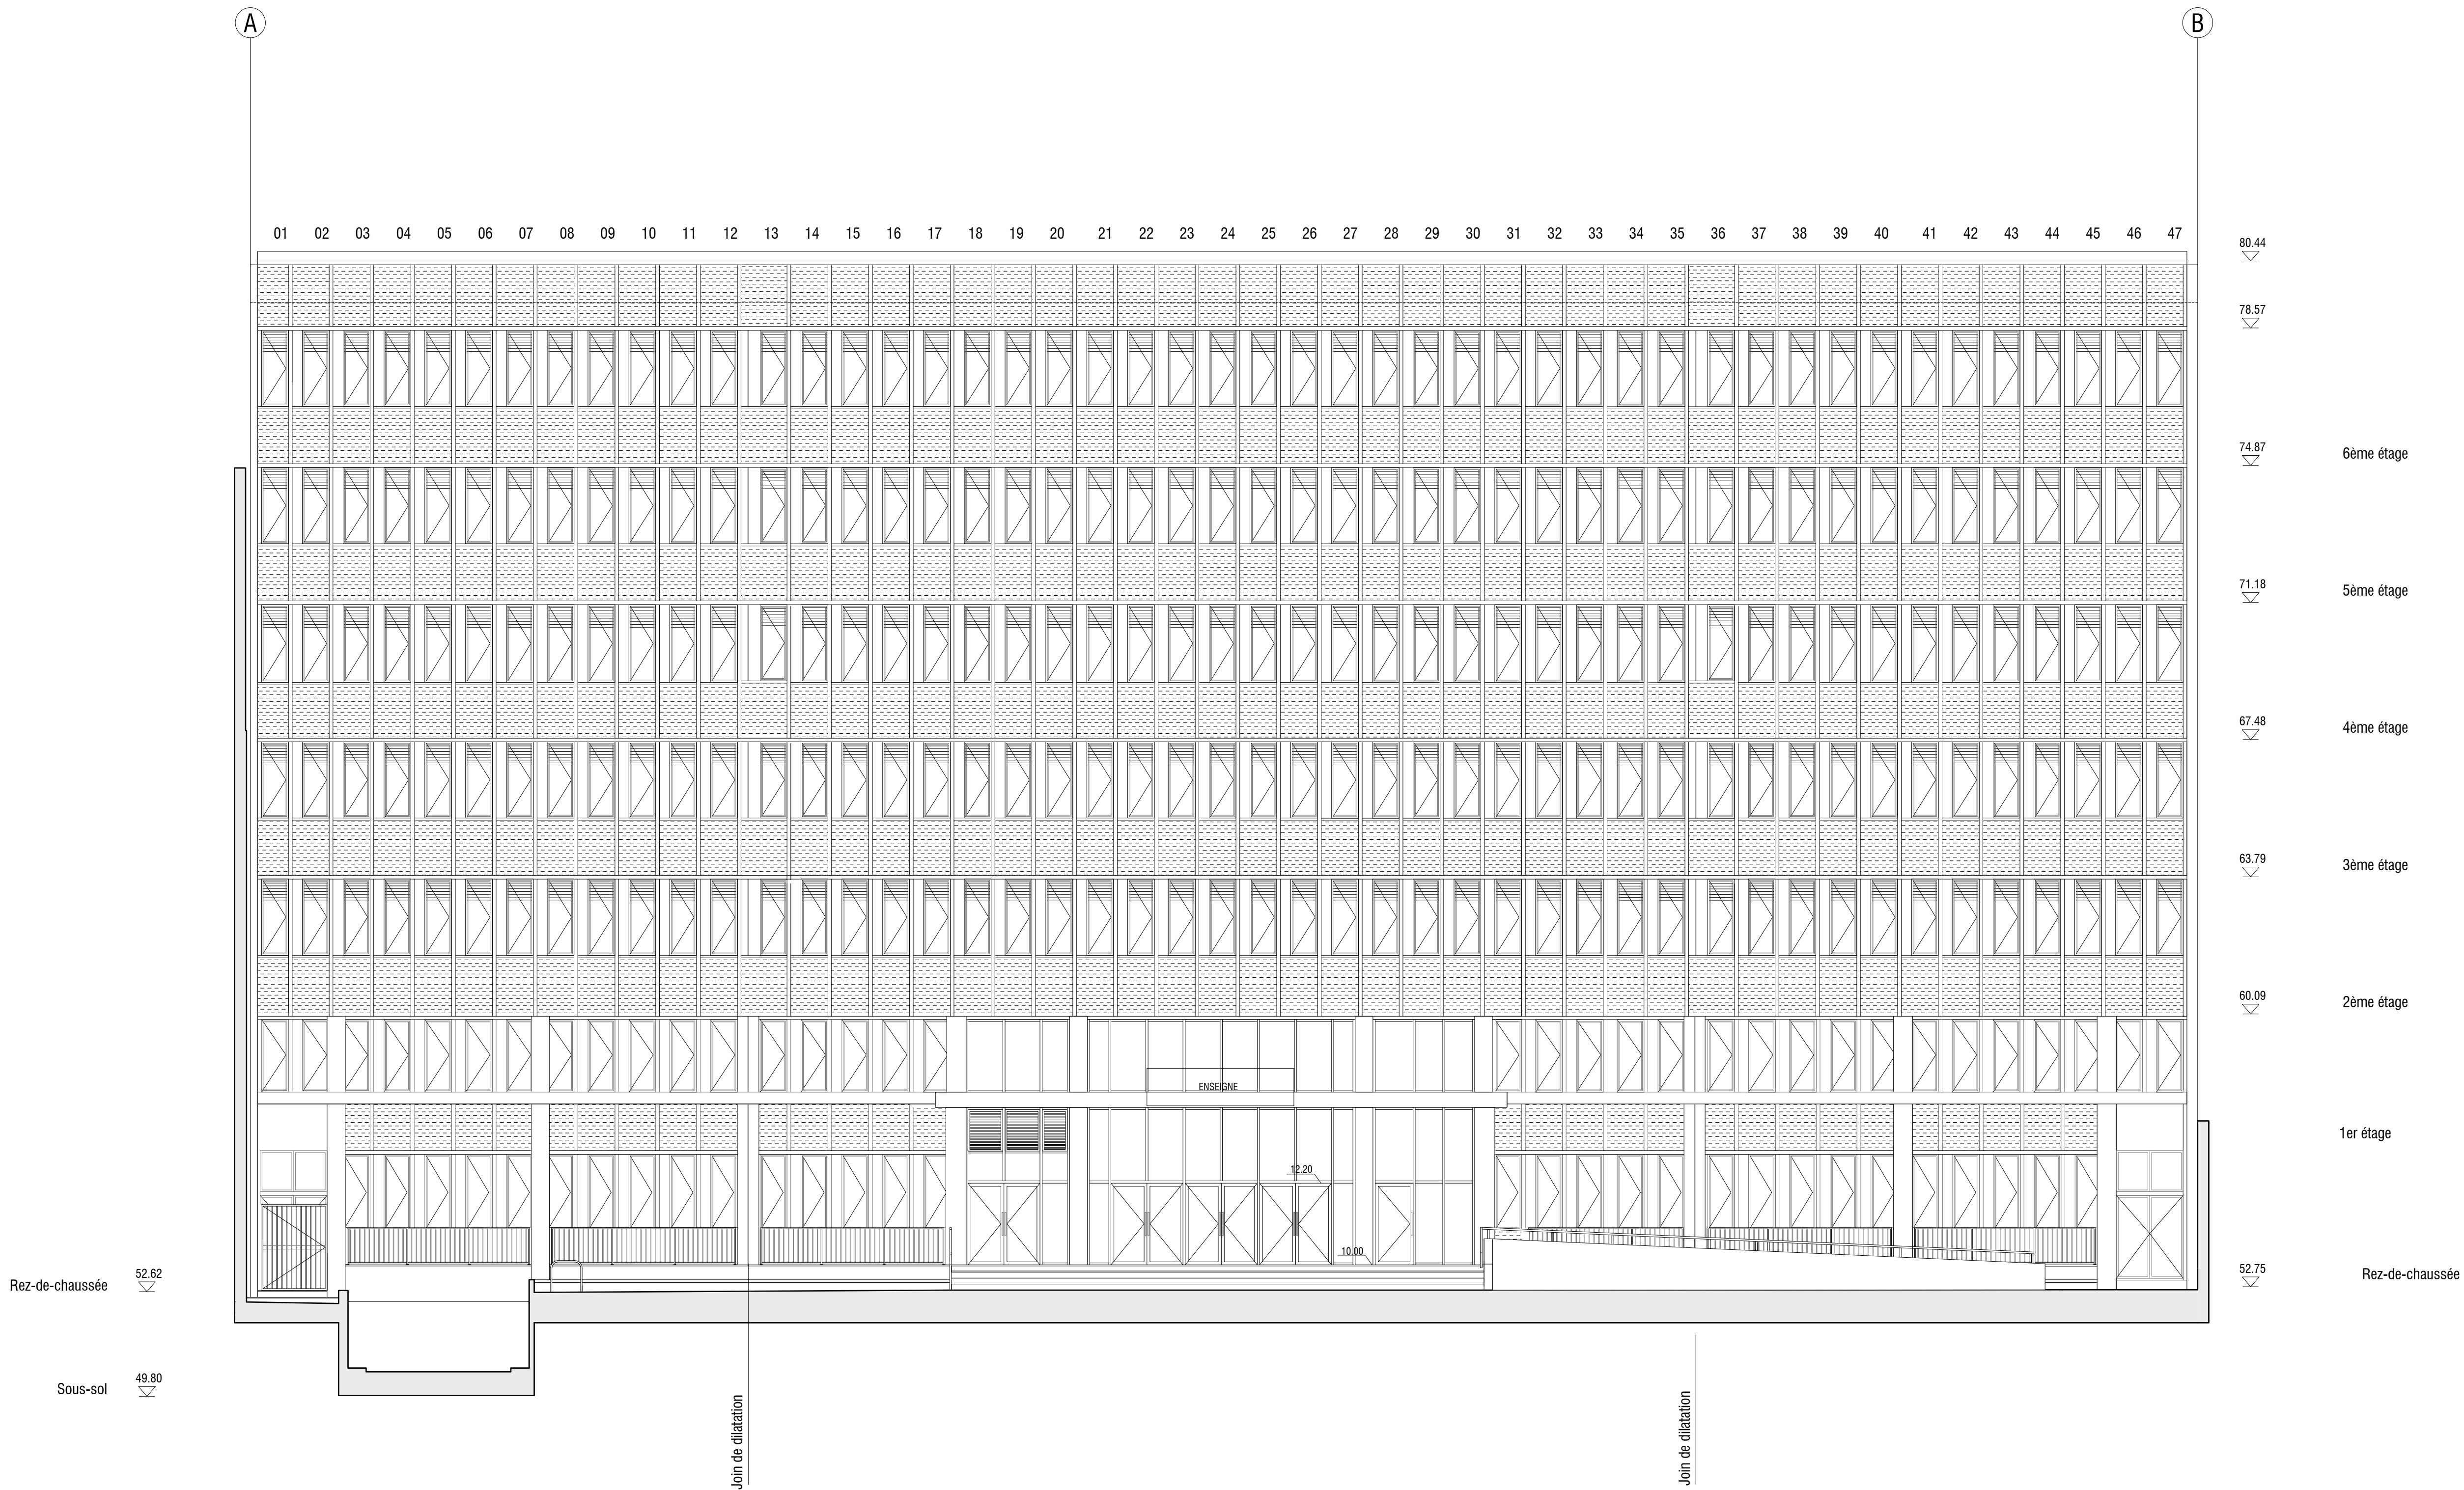 A B
01 02 03 04 05 06 07 08 09 10 11 12 13 14 15 16 17 18 19 20 21 22 23 24 25 26 27 28 29 30 31 32 33 34 35 36 37 38 39 40 41 42 43 44 45 46 47
80.44
78.57
74.87
6ème étage
71.18
5ème étage
67.48
4ème étage
63.79
3ème étage
60.09
2ème étage
ENSEIGNE
1er étage
12.20
10.00
52.62
Rez-de-chaussée
52.75
Rez-de-chaussée
49.80
Sous-sol
Join de dilatation
Join de dilatation